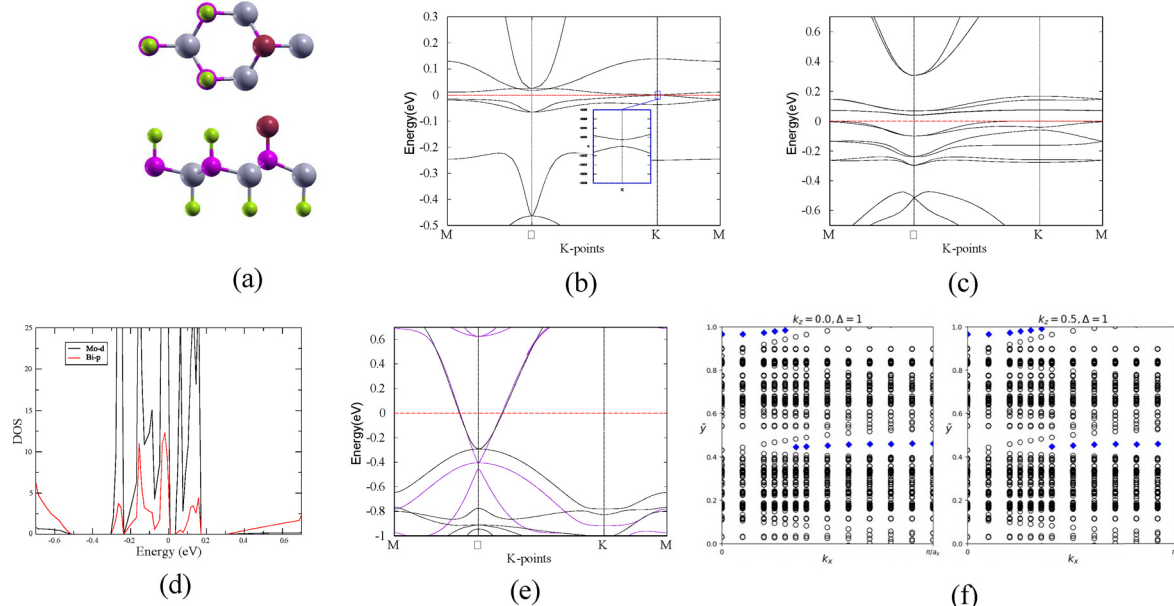 0.3
0.2
0.1
0
-0.1
-0.2
-0.3
-0.4
-0.5
Energy(eV)
K
M
□
K
M
K-points
0.6
0.4
0.2
0
-0.2
-0.4
-0.6
Energy(eV)
M
□
K
M
K-points
(a)
(b)
(c)
25
20
15
10
5
0
DOS
Mo-d
Bi-p
-0.6
-0.4
-0.2
0
0.2
0.4
0.6
Energy (eV)
0.6
0.4
0.2
0
-0.2
-0.4
-0.6
-0.8
-1
Energy(eV)
M
□
K
M
K-points
k_z = 0.0, Δ = 1
1.0
0.8
0.6
0.4
0.2
0.0
ȳ
0
π/a_x
k_x
k_z = 0.5, Δ = 1
1.0
0.8
0.6
0.4
0.2
0.0
ȳ
0
k_x
(d)
(e)
(f)